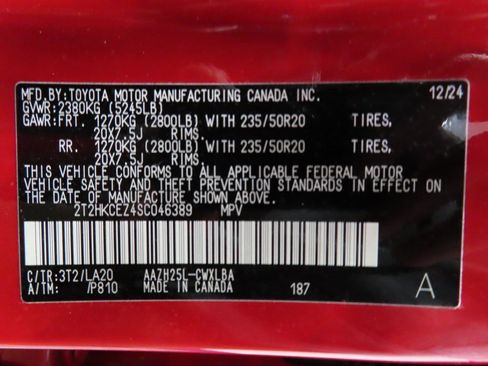 MFD.BY:TOYOTA MOTOR MANUFACTURING CANADA INC. 12/24
GVWR:2380KG (5245LB)
GAWR:FRT. 1270KG (2800LB) WITH 235/50R20 TIRES,
20X7.5J RIMS.
RR. 1270KG (2800LB) WITH 235/50R20 TIRES,
20X7.5J RIMS.
THIS VEHICLE CONFORMS TO ALL APPLICABLE FEDERAL MOTOR
VEHICLE SAFETY AND THEFT PREVENTION STANDARDS IN EFFECT ON
THE DATE OF MANUFACTURE SHOWN ABOVE.
2T2HKCEZ4SC046389 MPV
C/TR:3T2/LA20 AAZH25L-CWXLBA
A/TM: /P810 MADE IN CANADA 187 A